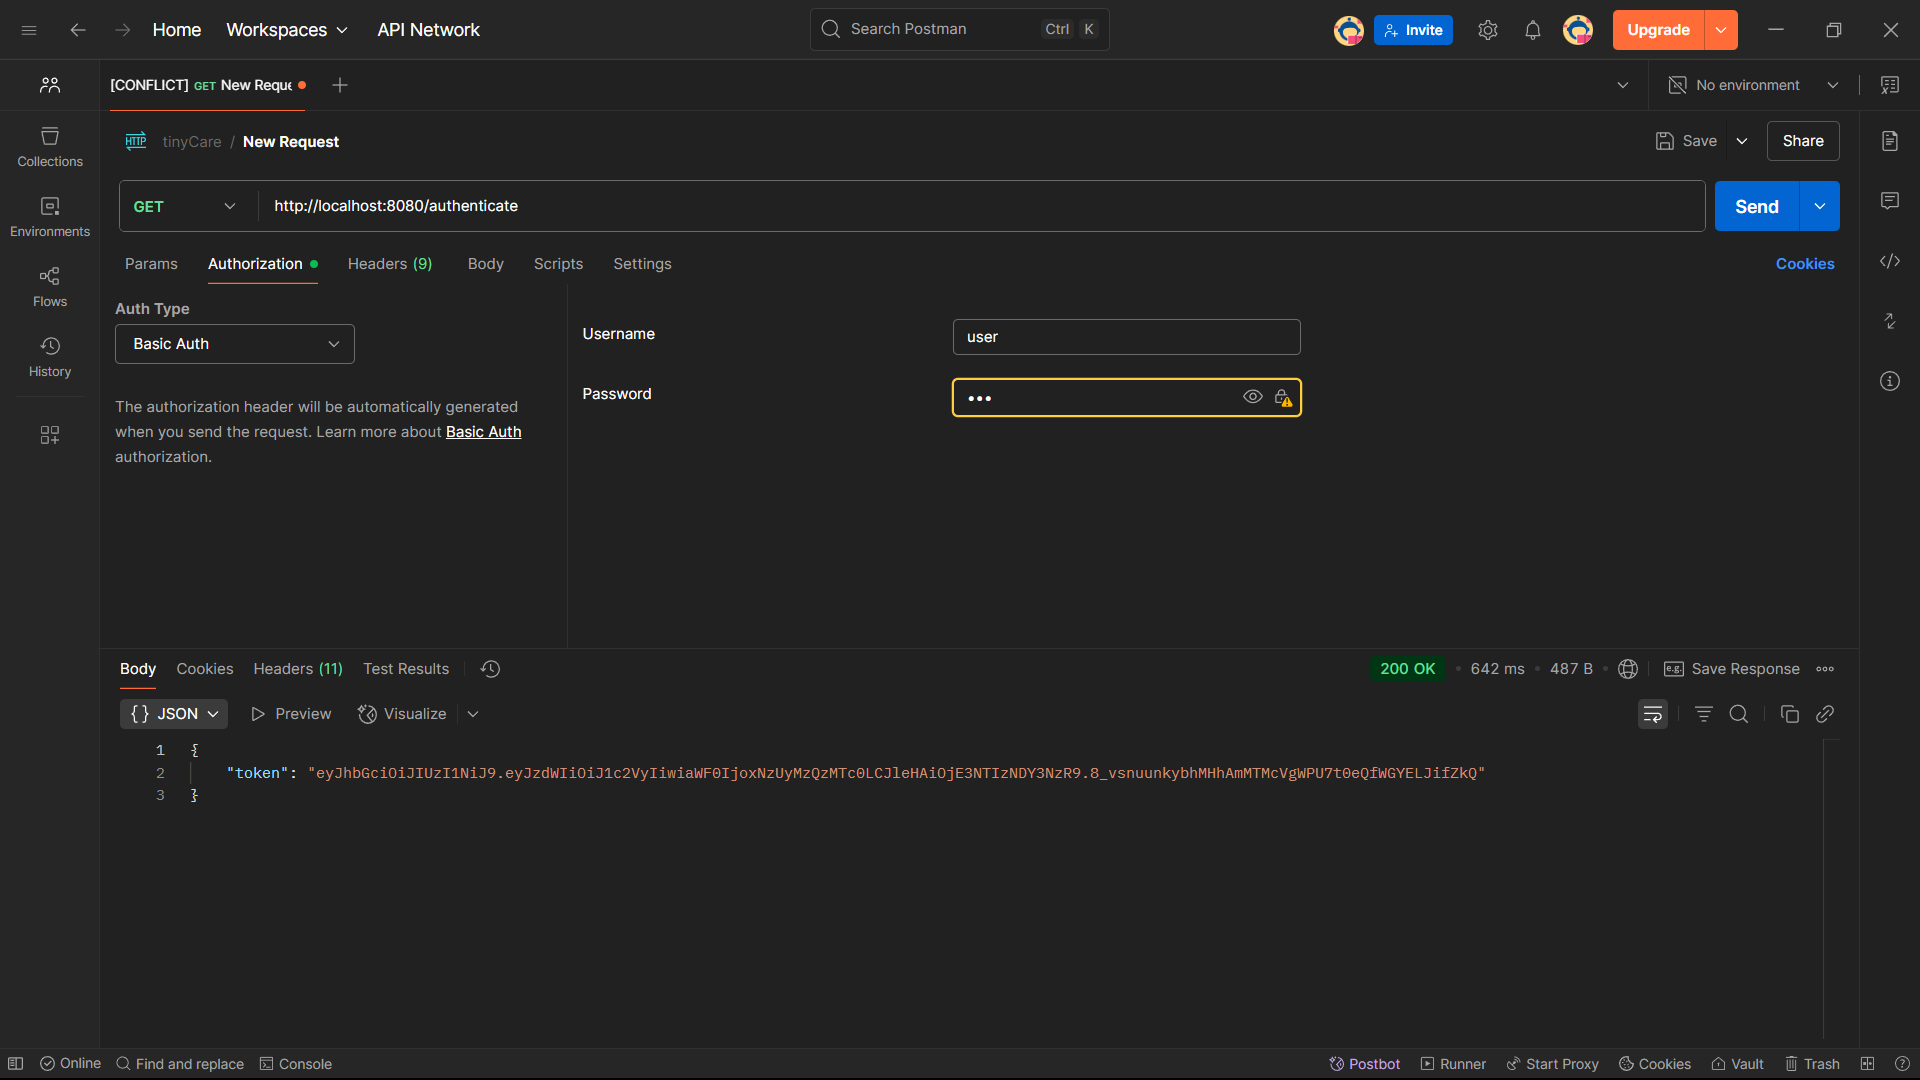 Home Workspaces API Network Search Postman Ctrl K Invite Upgrade
[CONFLICT] GET New Reque No environment
Collections
Environments
Flows
History
HTTP tinyCare / New Request Save Share
GET http://localhost:8080/authenticate Send
Params Authorization Headers (9) Body Scripts Settings Cookies
Auth Type
Basic Auth
The authorization header will be automatically generated
when you send the request. Learn more about Basic Auth
authorization.
Username user
Password •••
Body Cookies Headers (11) Test Results 200 OK • 642 ms • 487 B • e.g. Save Response
{} JSON Preview Visualize
1 {
2 "token": "eyJhbGciOiJIUzI1NiJ9.eyJzdWIiOiJ1c2VyIiwiaWF0IjoxNzUyMzQzMTc0LCJleHAiOjE3NTIzNDY3NzR9.8_vsnuunkybhMHhAmMTMcVgWPU7t0eQfWGYELJifZkQ"
3 }
Online Find and replace Console Postbot Runner Start Proxy Cookies Vault Trash